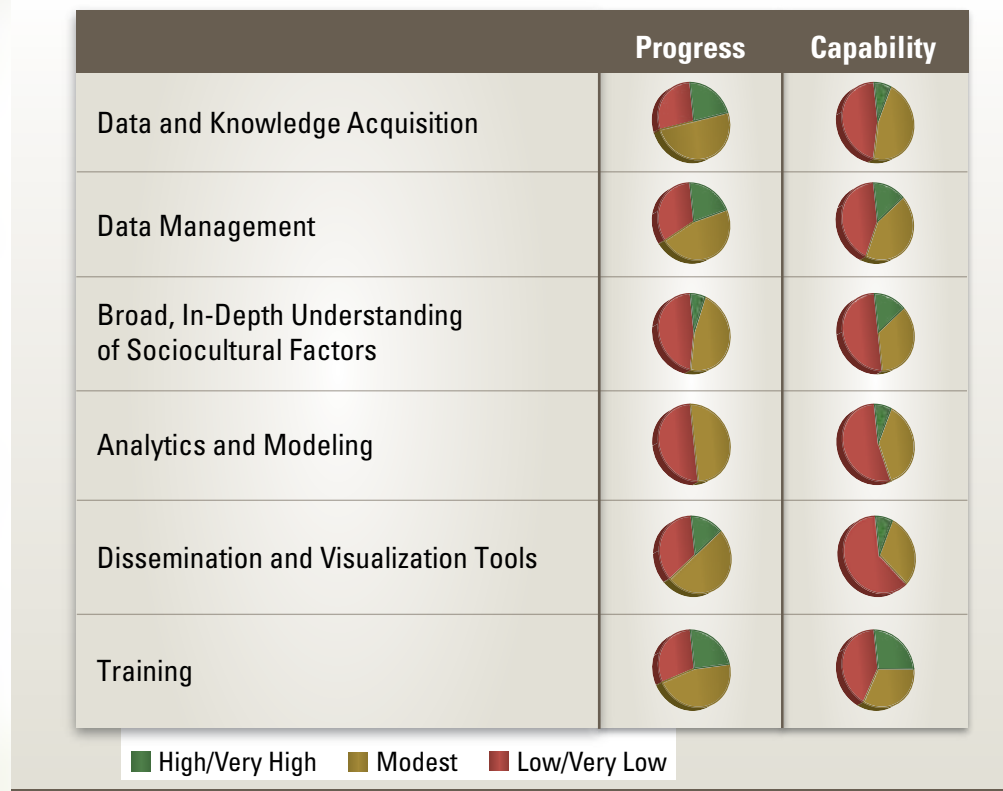 Progress Capability
Data and Knowledge Acquisition
Data Management
Broad, In-Depth Understanding
of Sociocultural Factors
Analytics and Modeling
Dissemination and Visualization Tools
Training
High/Very High Modest Low/Very Low